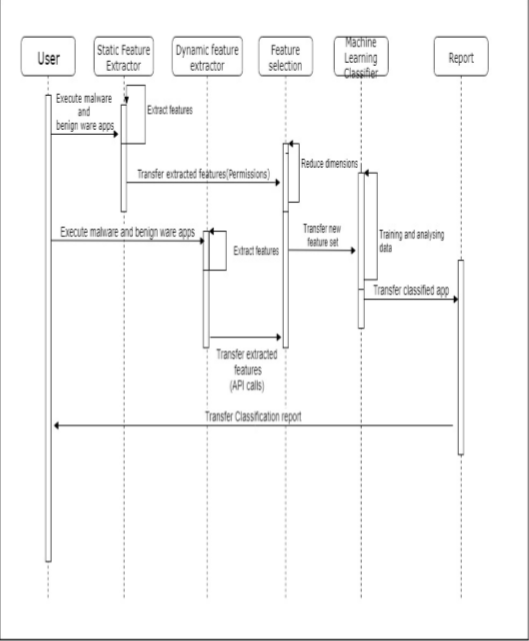 User
Static Feature
Extractor
Dynamic feature
extractor
Feature
selection
Machine
Learning
Classifier
Report
Execute malware
and
benign ware apps
Extract features
Transfer extracted features(Permissions)
Reduce dimensions
Execute malware and benign ware apps
Extract features
Transfer new
feature set
Training and analysing
data
Transfer classified app
Transfer extracted
features
(API calls)
Transfer Classification report